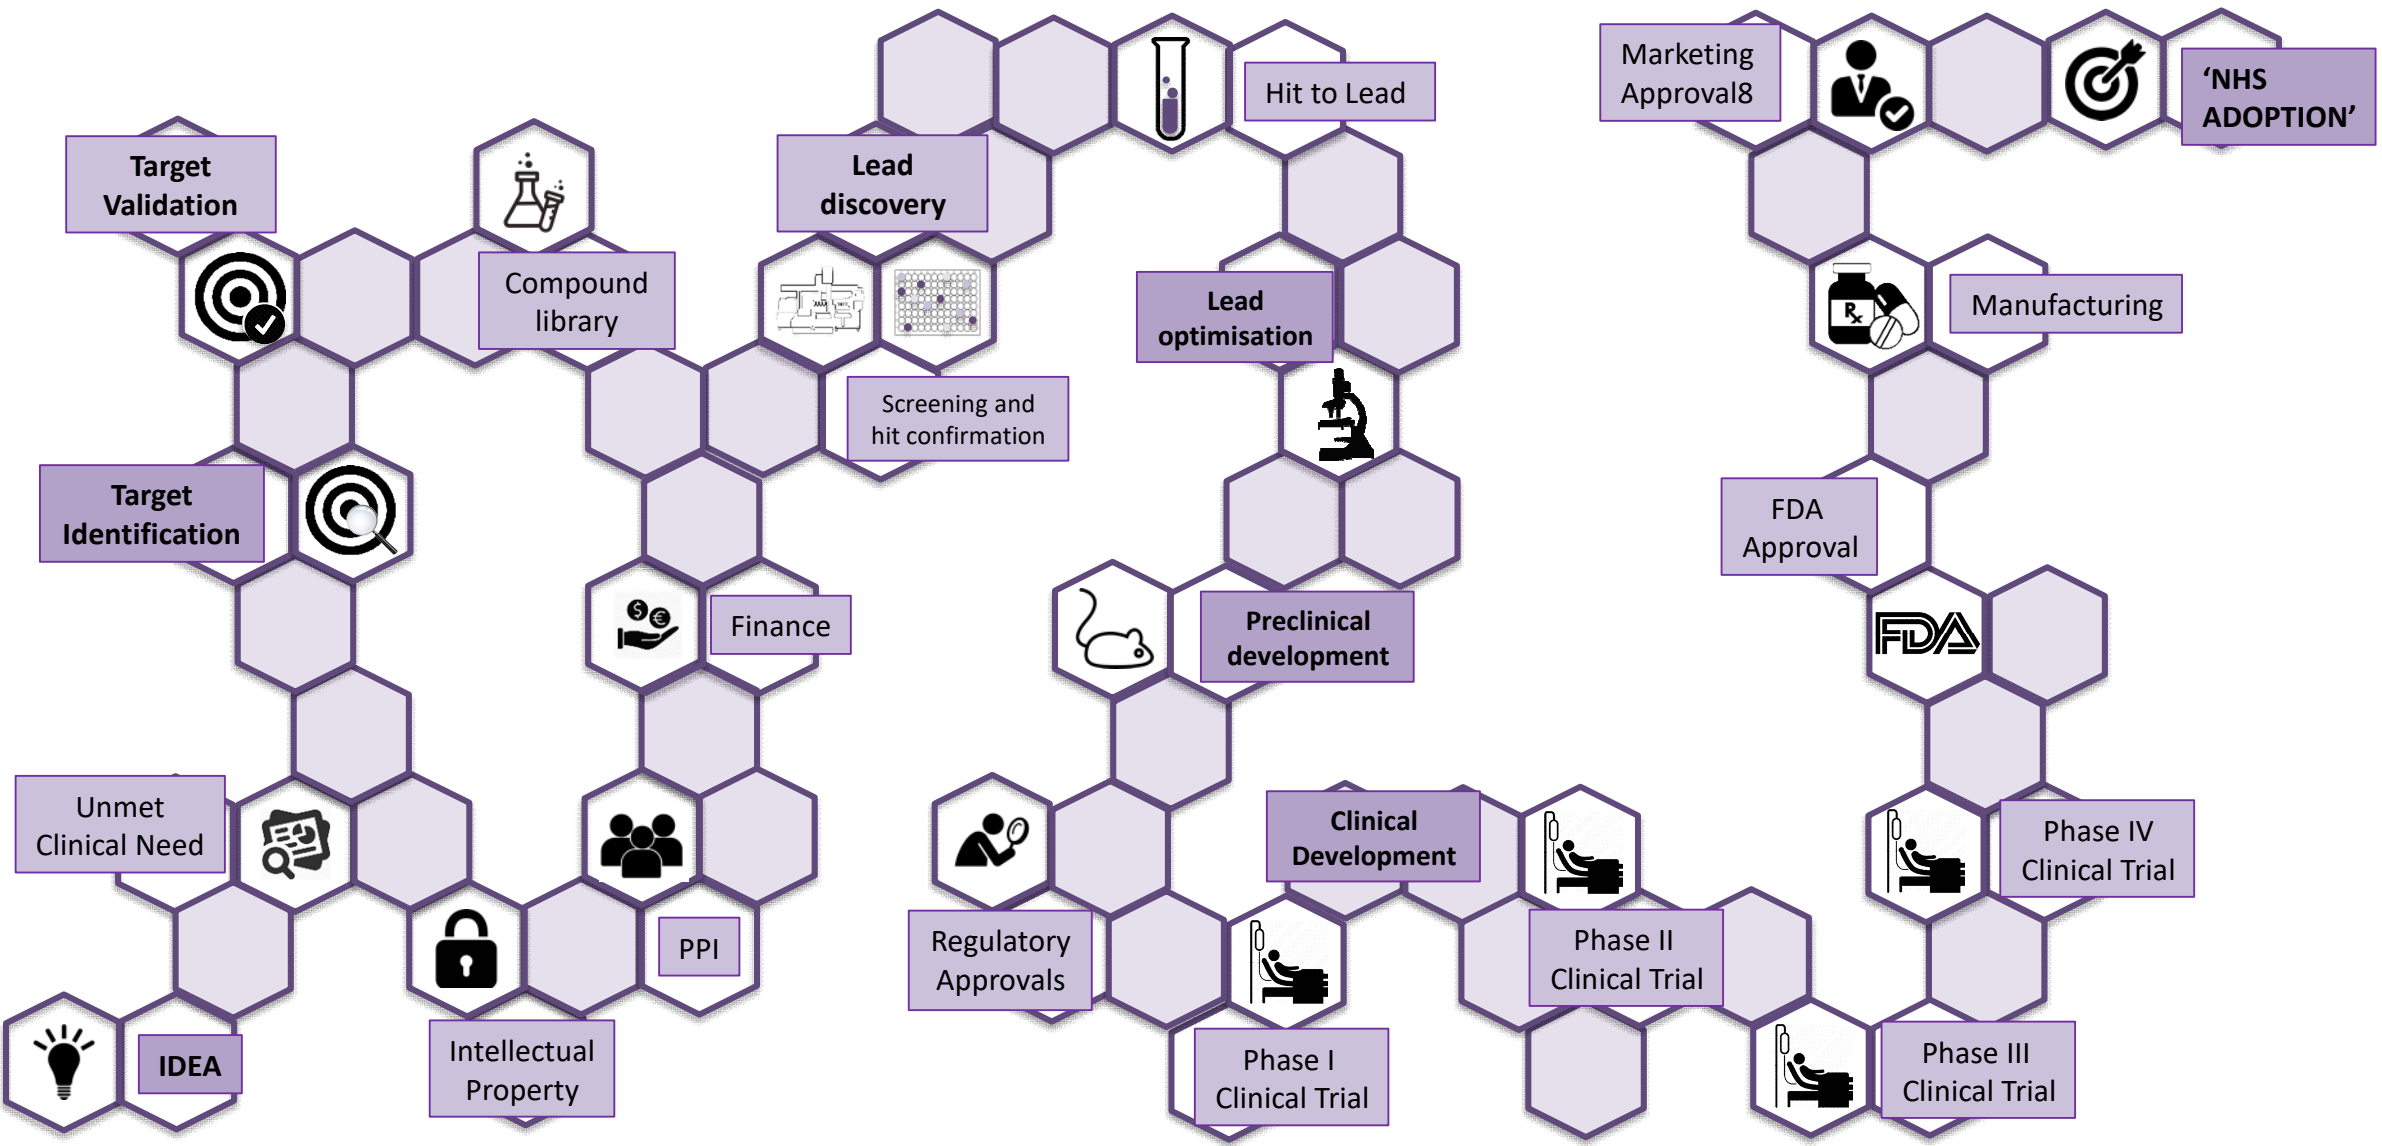 Target
Validation
Compound
library
Target
Identification
Unmet
Clinical Need
IDEA
Intellectual
Property
PPI
$
€
Finance
Lead
discovery
Screening and
hit confirmation
Hit to Lead
Lead
optimisation
Preclinical
development
Regulatory
Approvals
Phase I
Clinical Trial
Clinical
Development
Phase II
Clinical Trial
Phase III
Clinical Trial
Phase IV
Clinical Trial
FDA
FDA
Approval
Rx
Manufacturing
Marketing
Approval8
‘NHS
ADOPTION’